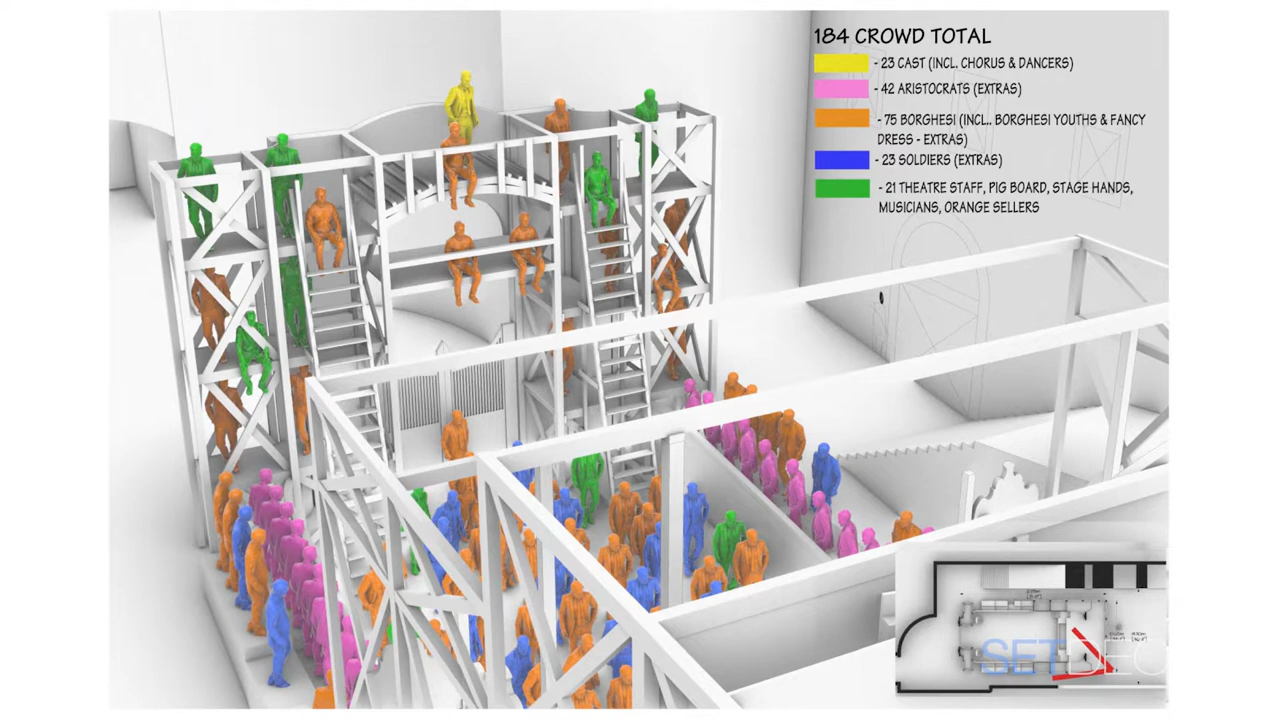 184 CROWD TOTAL
- 23 CAST (INCL. CHORUS & DANCERS)
- 42 ARISTOCRATS (EXTRAS)
- 75 BORGHESI (INCL.. BORGHESI YOUTHS & FANCY
DRESS - EXTRAS)
- 23 SOLDIERS (EXTRAS)
- 21 THEATRE STAFF, PIG BOARD, STAGE HANDS,
MUSICIANS, ORANGE SELLERS
SETDEC